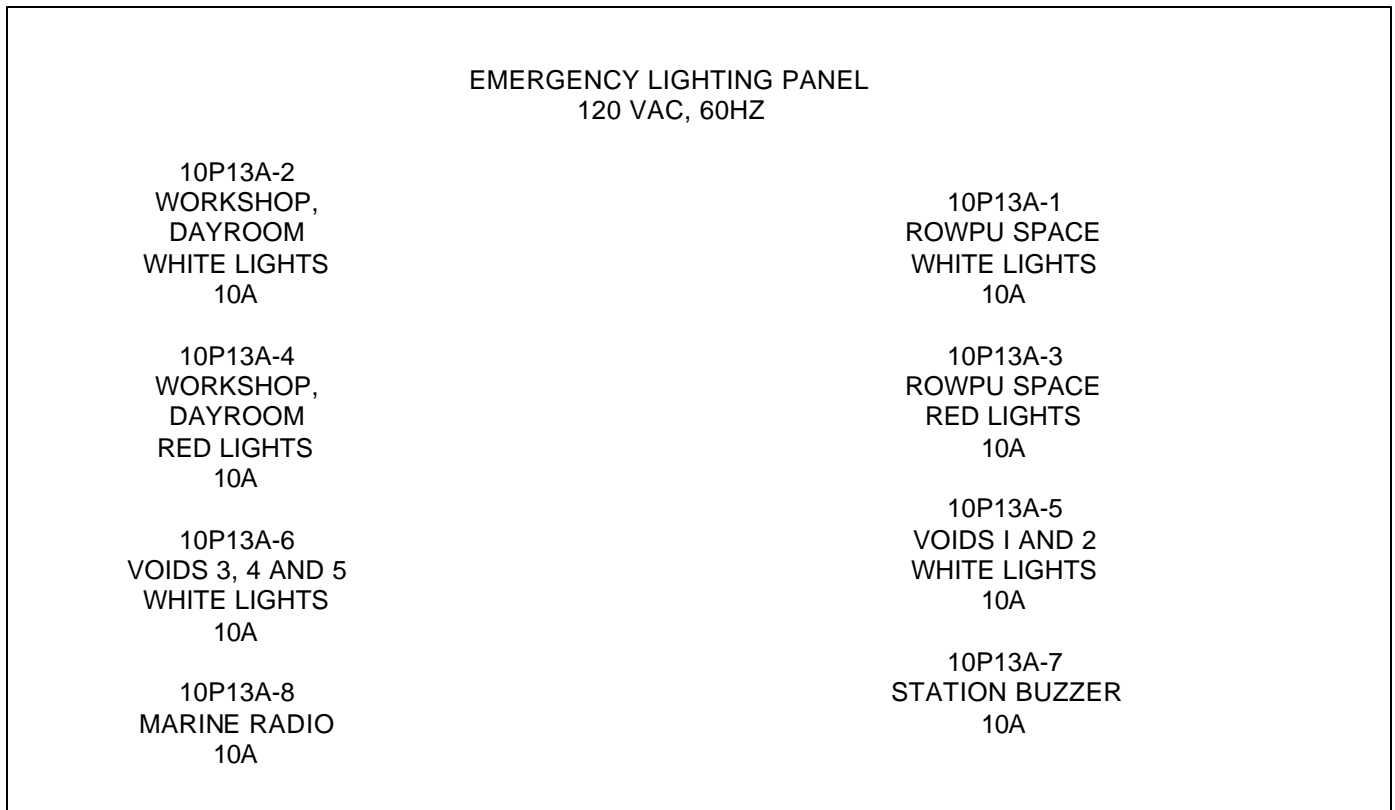 EMERGENCY LIGHTING PANEL
120 VAC, 60HZ
10P13A-2
WORKSHOP,
DAYROOM
WHITE LIGHTS
10A
10P13A-4
WORKSHOP,
DAYROOM
RED LIGHTS
10A
10P13A-6
VOIDS 3, 4 AND 5
WHITE LIGHTS
10A
10P13A-8
MARINE RADIO
10A
10P13A-1
ROWPU SPACE
WHITE LIGHTS
10A
10P13A-3
ROWPU SPACE
RED LIGHTS
10A
10P13A-5
VOIDS I AND 2
WHITE LIGHTS
10A
10P13A-7
STATION BUZZER
10A